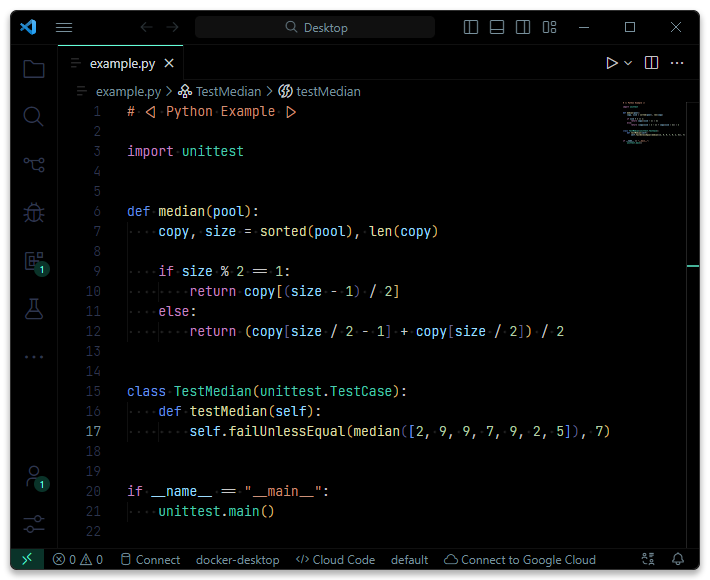 Desktop
example.py
example.py > TestMedian > testMedian
1 # ◁ Python Example ▷
2
3 import unittest
4
5
6 def median(pool):
7 copy, size = sorted(pool), len(copy)
8
9 if size % 2 == 1:
10 return copy[(size - 1) / 2]
11 else:
12 return (copy[size / 2 - 1] + copy[size / 2]) / 2
13
14
15 class TestMedian(unittest.TestCase):
16 def testMedian(self):
17 self.failUnlessEqual(median([2, 9, 9, 7, 9, 2, 5]), 7)
18
19
20 if __name__ == "__main__":
21 unittest.main()
22
1
1
0 0 Connect docker-desktop </> Cloud Code default Connect to Google Cloud